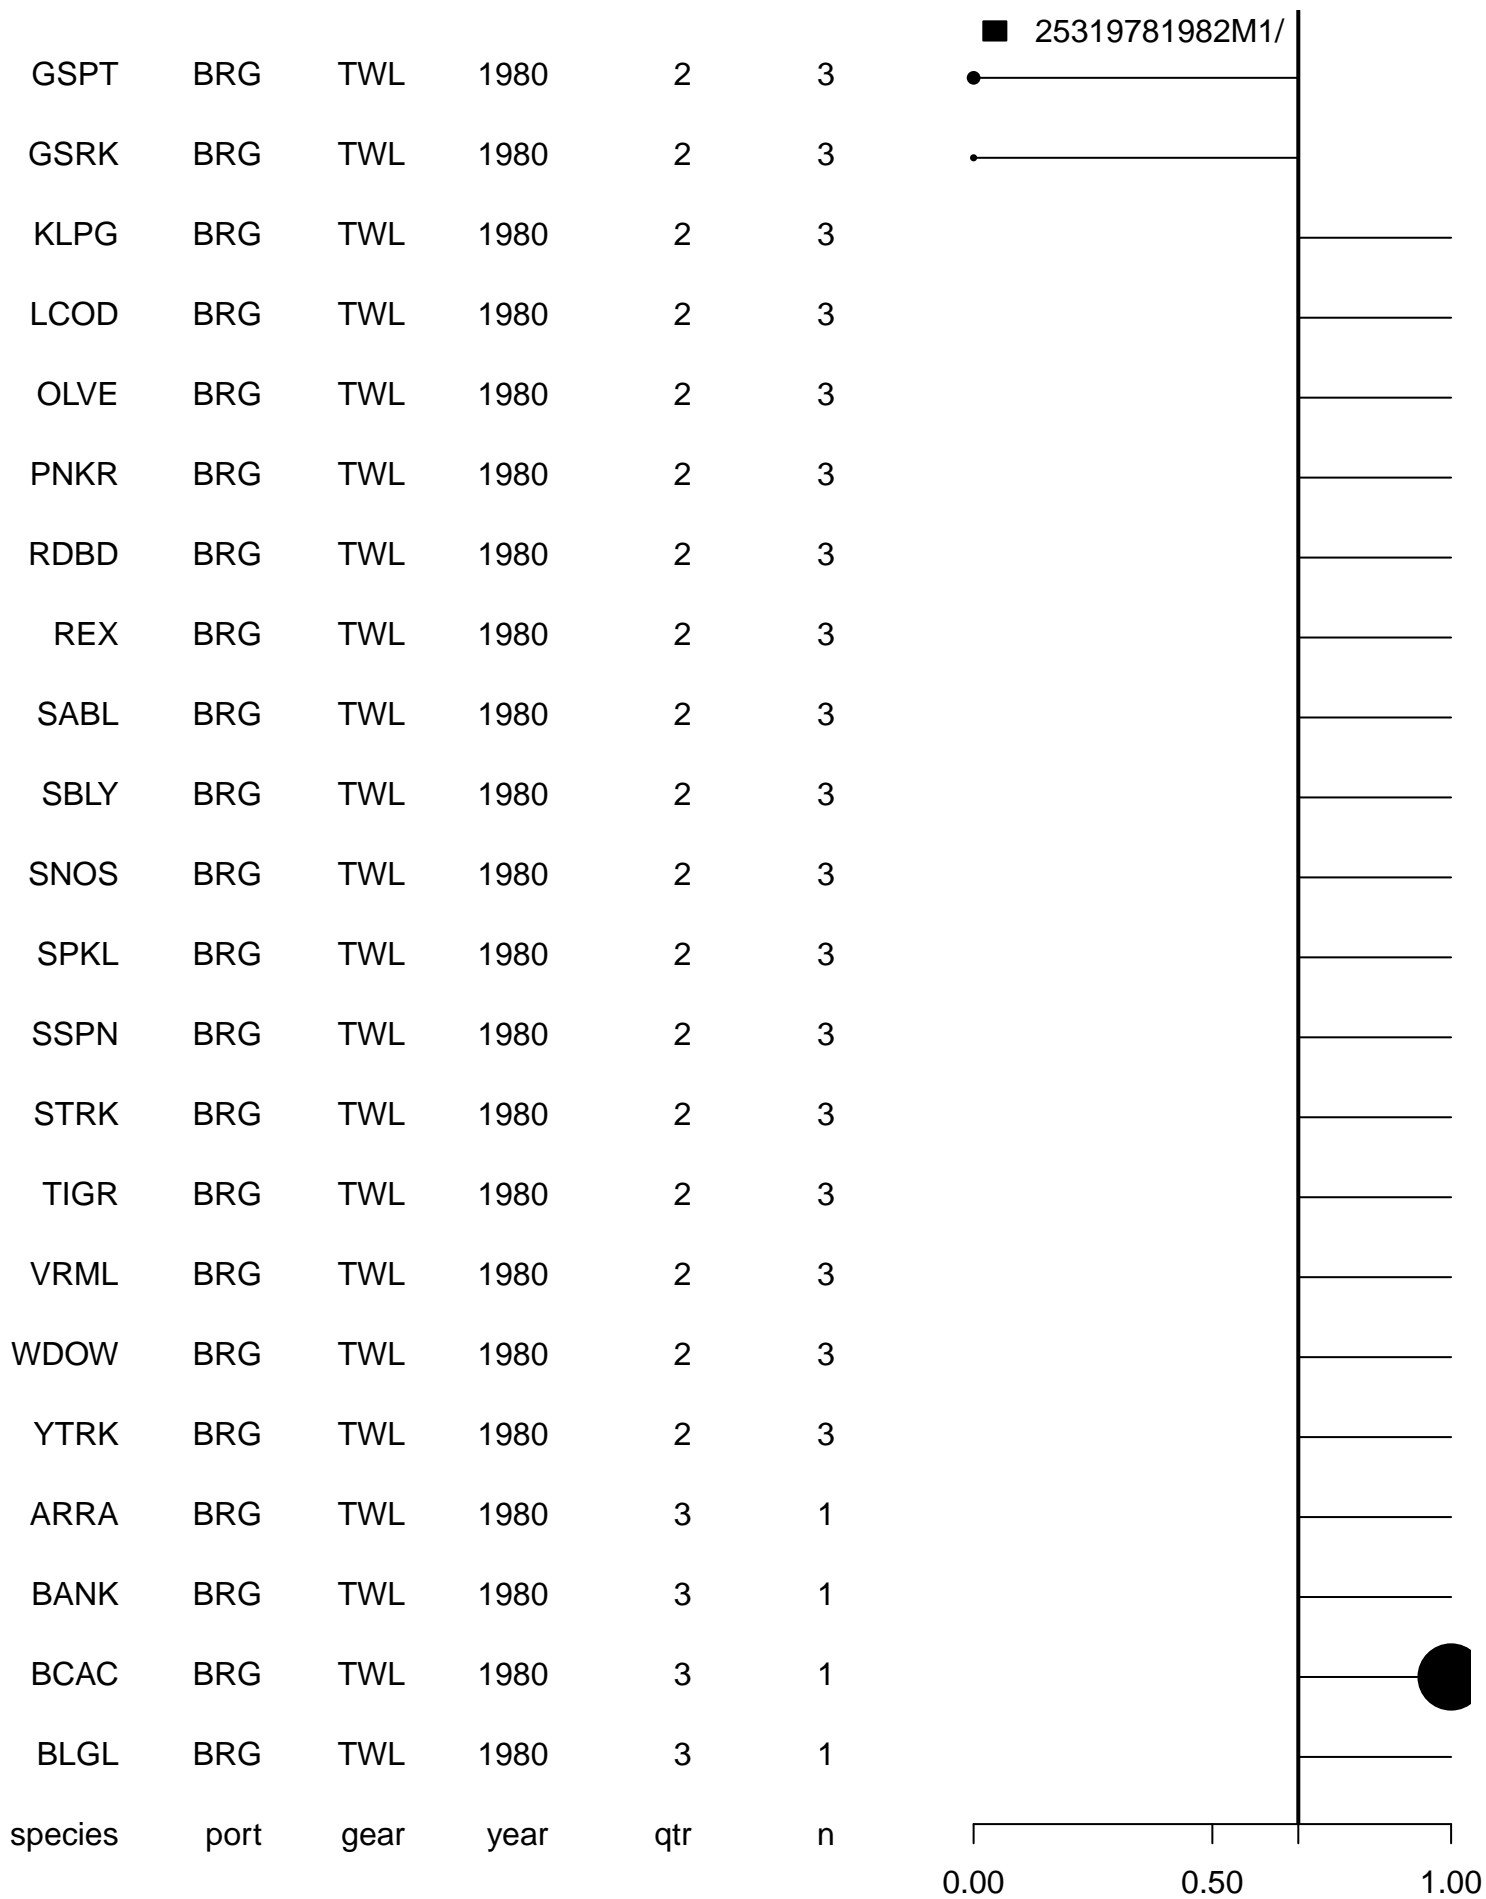 25319781982M1/
GSPT BRG TWL 1980 2 3
GSRK BRG TWL 1980 2 3
KLPG BRG TWL 1980 2 3
LCOD BRG TWL 1980 2 3
OLVE BRG TWL 1980 2 3
PNKR BRG TWL 1980 2 3
RDBD BRG TWL 1980 2 3
REX BRG TWL 1980 2 3
SABL BRG TWL 1980 2 3
SBLY BRG TWL 1980 2 3
SNOS BRG TWL 1980 2 3
SPKL BRG TWL 1980 2 3
SSPN BRG TWL 1980 2 3
STRK BRG TWL 1980 2 3
TIGR BRG TWL 1980 2 3
VRML BRG TWL 1980 2 3
WDOW BRG TWL 1980 2 3
YTRK BRG TWL 1980 2 3
ARRA BRG TWL 1980 3 1
BANK BRG TWL 1980 3 1
BCAC BRG TWL 1980 3 1
BLGL BRG TWL 1980 3 1
species port gear year qtr n
0.00 0.50 1.00